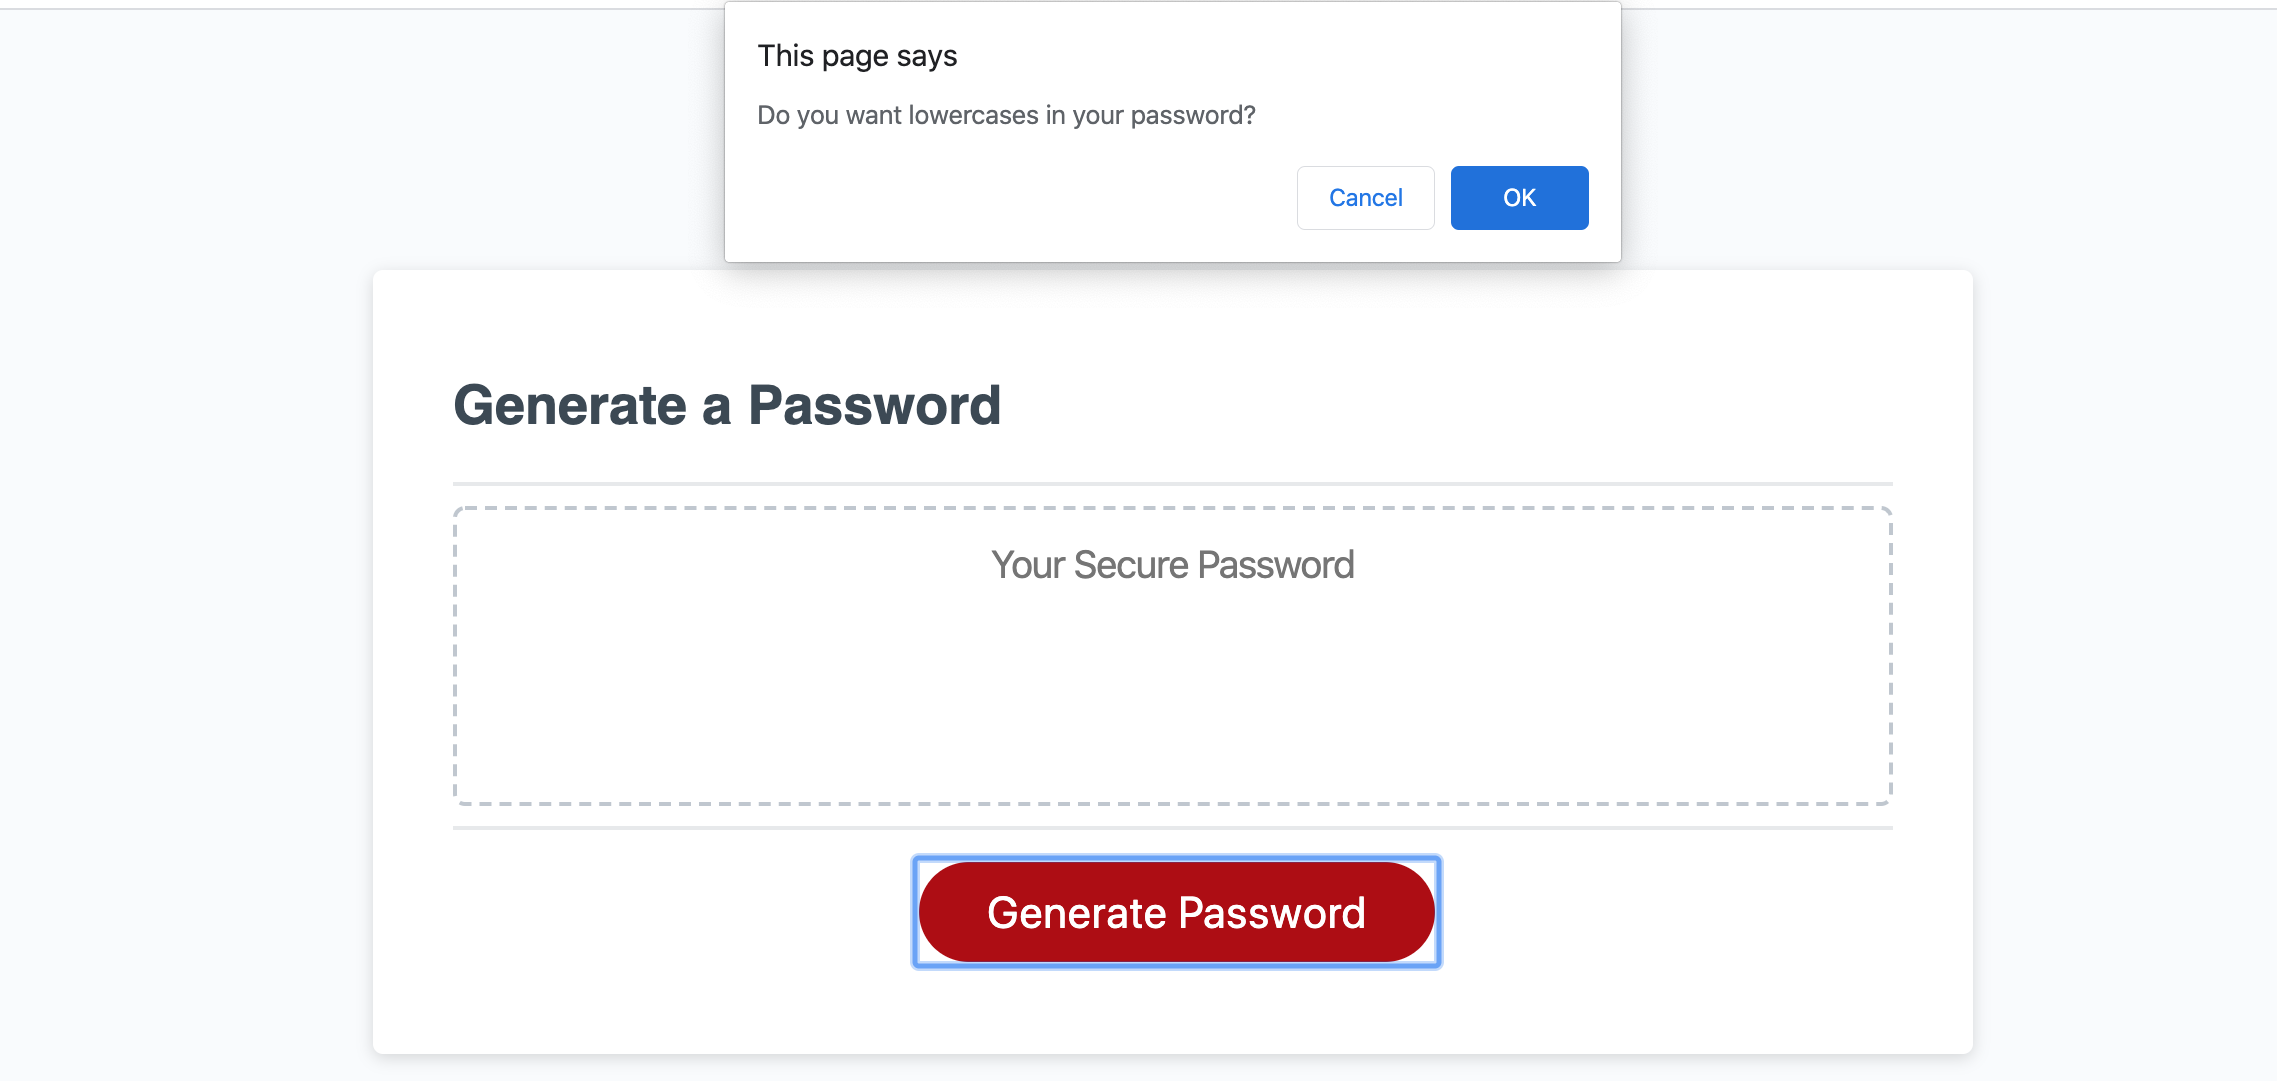 This page says
Do you want lowercases in your password?
Cancel
OK
Generate a Password
Your Secure Password
Generate Password